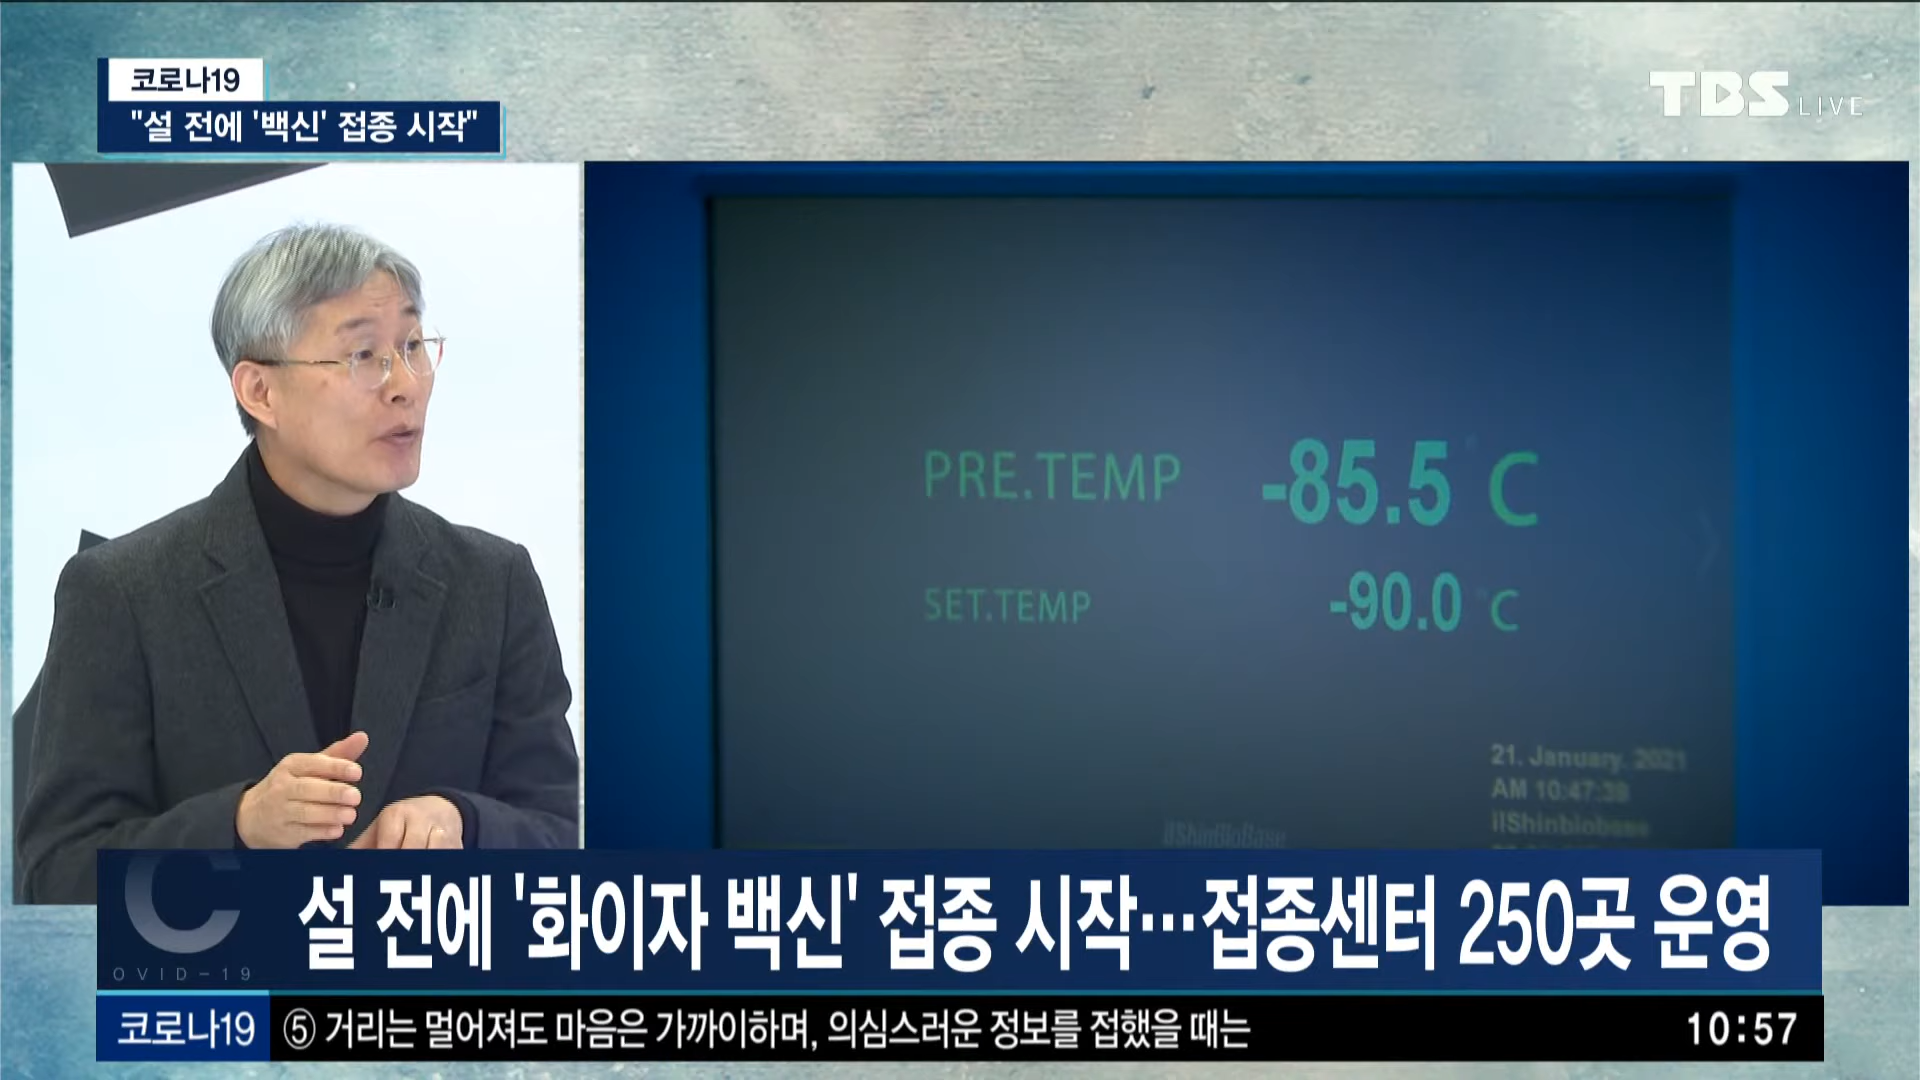 코로나19
"설 전에 '백신' 접종 시작"
TBS LIVE
PRE.TEMP -85.5 °C
SET.TEMP -90.0 °C
21. January. 2021
AM 10:47:38
ilShinbiobase
ilShinBioBase
설 전에 '화이자 백신' 접종 시작…접종센터 250곳 운영
COVID-19
코로나19 ⑤ 거리는 멀어져도 마음은 가까이하며, 의심스러운 정보를 접했을 때는 10:57